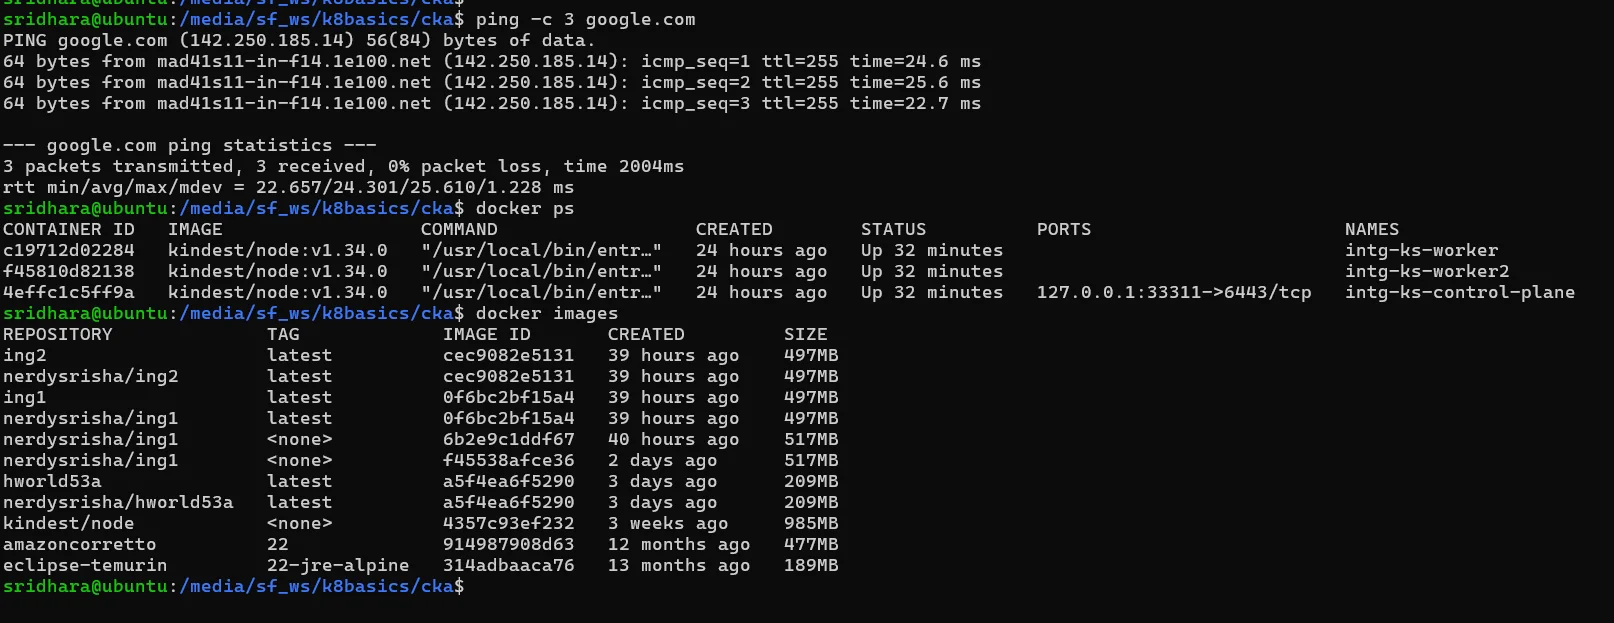 sridhara@ubuntu:/media/sf_ws/k8basics/cka$
sridhara@ubuntu:/media/sf_ws/k8basics/cka$ ping -c 3 google.com
PING google.com (142.250.185.14) 56(84) bytes of data.
64 bytes from mad41s11-in-f14.1e100.net (142.250.185.14): icmp_seq=1 ttl=255 time=24.6 ms
64 bytes from mad41s11-in-f14.1e100.net (142.250.185.14): icmp_seq=2 ttl=255 time=25.6 ms
64 bytes from mad41s11-in-f14.1e100.net (142.250.185.14): icmp_seq=3 ttl=255 time=22.7 ms

--- google.com ping statistics ---
3 packets transmitted, 3 received, 0% packet loss, time 2004ms
rtt min/avg/max/mdev = 22.657/24.301/25.610/1.228 ms
sridhara@ubuntu:/media/sf_ws/k8basics/cka$ docker ps
CONTAINER ID   IMAGE                  COMMAND                  CREATED        STATUS          PORTS                       NAMES
c19712d02284   kindest/node:v1.34.0   "/usr/local/bin/entr…"   24 hours ago   Up 32 minutes                               intg-ks-worker
f45810d82138   kindest/node:v1.34.0   "/usr/local/bin/entr…"   24 hours ago   Up 32 minutes                               intg-ks-worker2
4effc1c5ff9a   kindest/node:v1.34.0   "/usr/local/bin/entr…"   24 hours ago   Up 32 minutes   127.0.0.1:33311->6443/tcp   intg-ks-control-plane
sridhara@ubuntu:/media/sf_ws/k8basics/cka$ docker images
REPOSITORY              TAG             IMAGE ID       CREATED         SIZE
ing2                    latest          cec9082e5131   39 hours ago    497MB
nerdysrisha/ing2        latest          cec9082e5131   39 hours ago    497MB
ing1                    latest          0f6bc2bf15a4   39 hours ago    497MB
nerdysrisha/ing1        latest          0f6bc2bf15a4   39 hours ago    497MB
nerdysrisha/ing1        <none>          6b2e9c1ddf67   40 hours ago    517MB
nerdysrisha/ing1        <none>          f45538afce36   2 days ago      517MB
hworld53a               latest          a5f4ea6f5290   3 days ago      209MB
nerdysrisha/hworld53a   latest          a5f4ea6f5290   3 days ago      209MB
kindest/node            <none>          4357c93ef232   3 weeks ago     985MB
amazoncorretto          22              914987908d63   12 months ago   477MB
eclipse-temurin         22-jre-alpine   314adbaaca76   13 months ago   189MB
sridhara@ubuntu:/media/sf_ws/k8basics/cka$